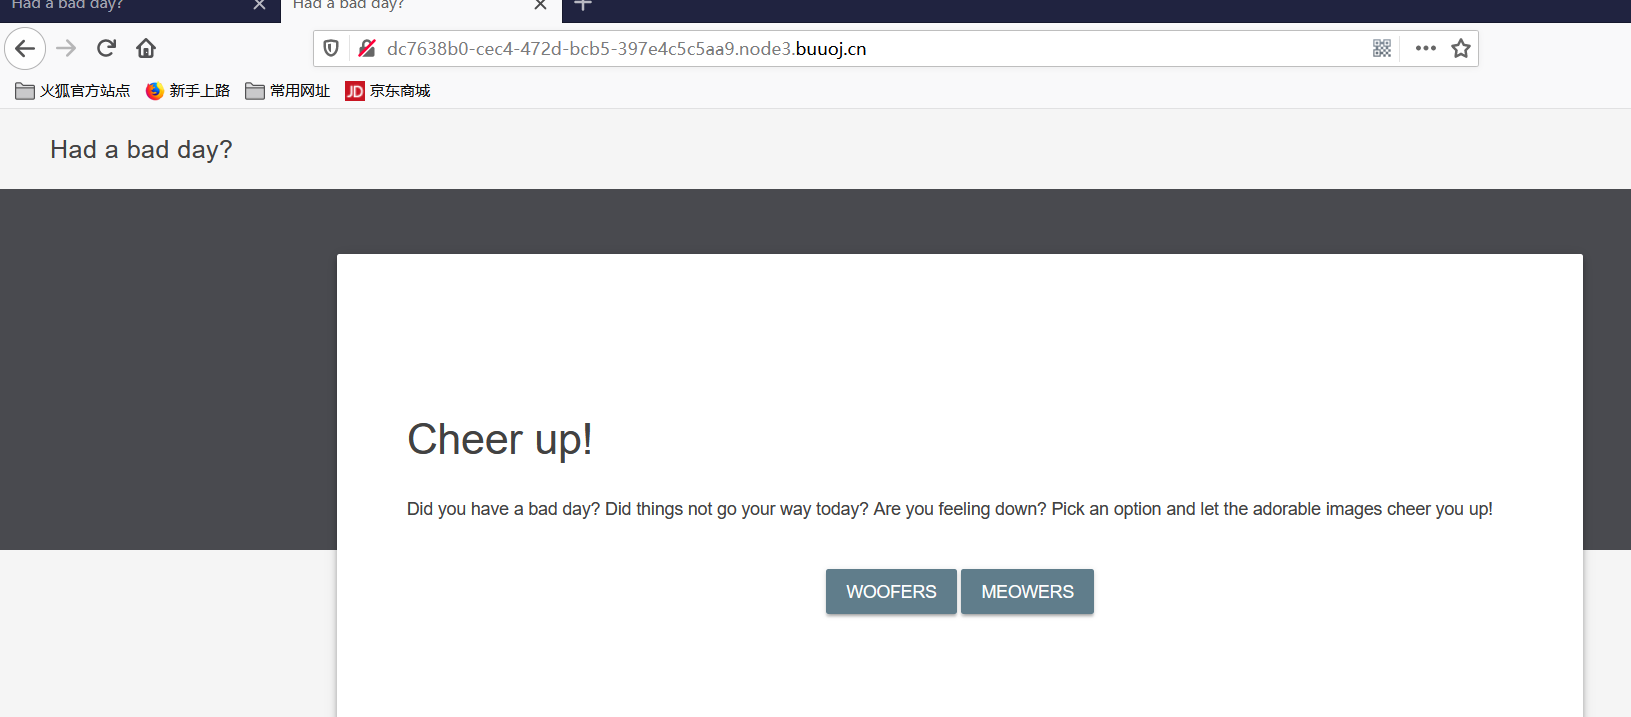 Had a bad day? Had a bad day?
dc7638b0-cec4-472d-bcb5-397e4c5c5aa9.node3.buuoj.cn
火狐官方站点 新手上路 常用网址 JD 京东商城
Had a bad day?
Cheer up!
Did you have a bad day? Did things not go your way today? Are you feeling down? Pick an option and let the adorable images cheer you up!
WOOFERS MEOWERS